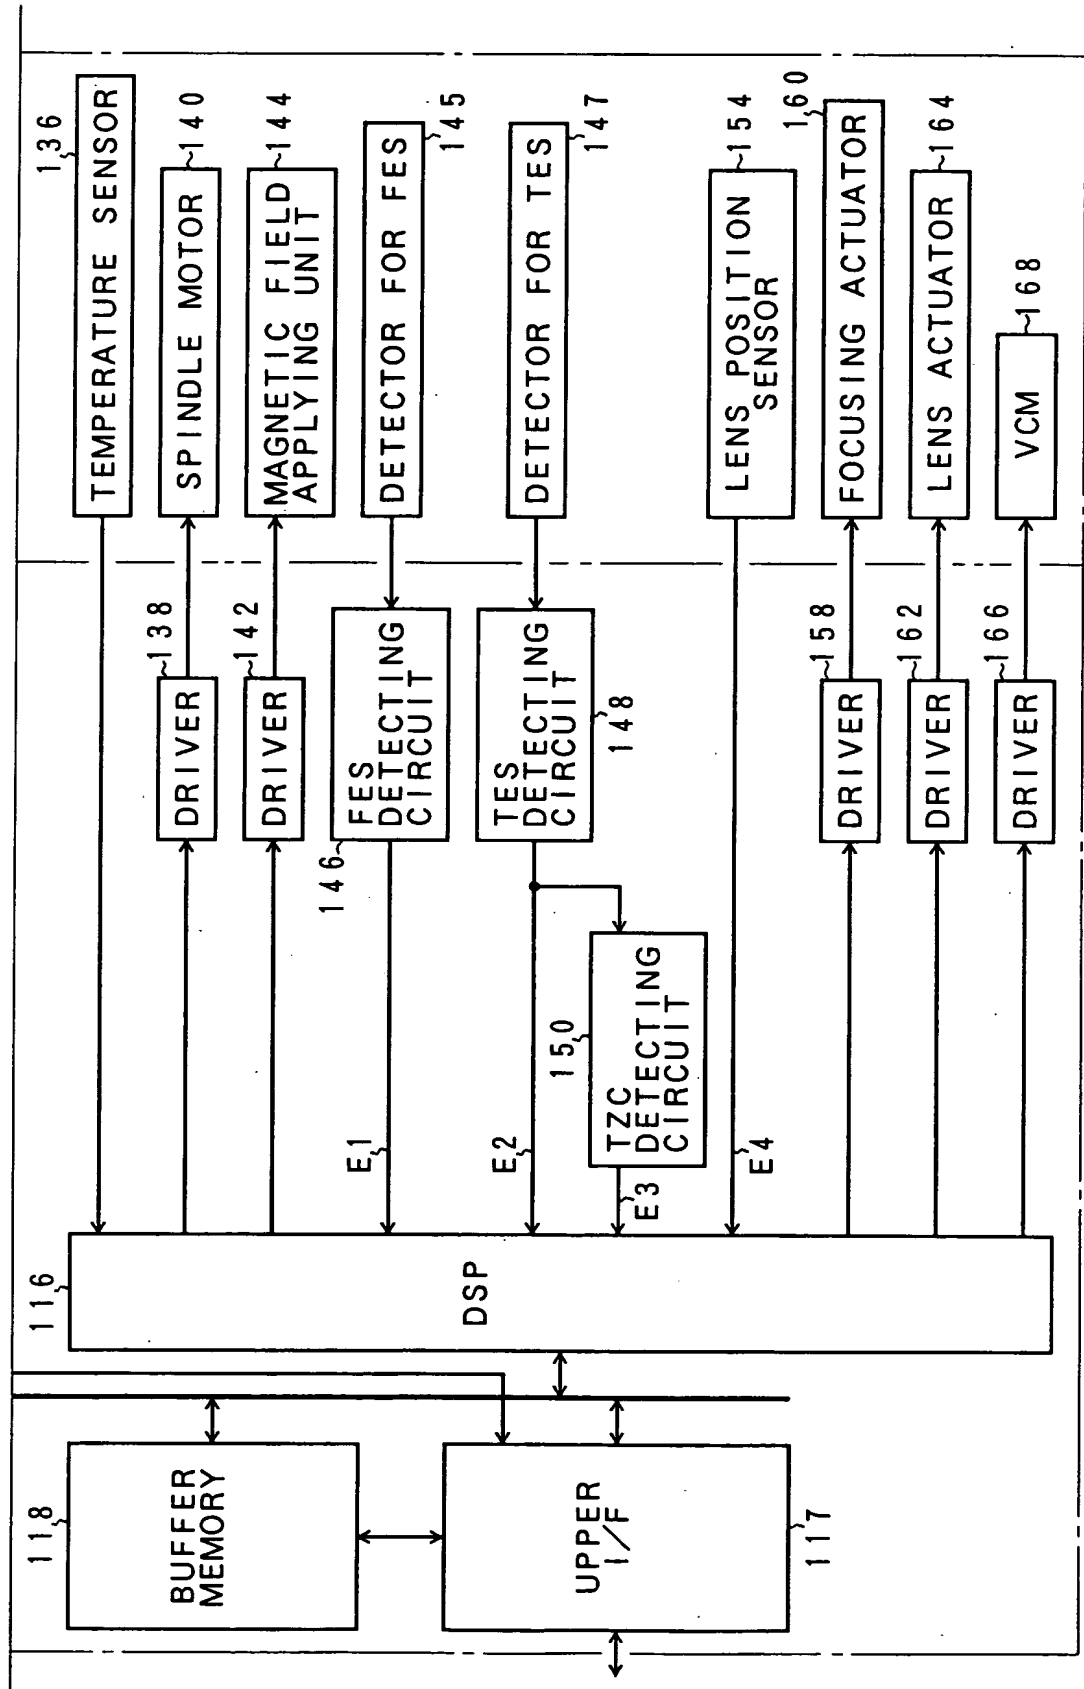 118
BUFFER
MEMORY
UPPER
I/F
117
116
DSP
TEMPERATURE SENSOR
136
DRIVER
138
SPINDLE MOTOR
140
DRIVER
142
MAGNETIC FIELD
APPLYING UNIT
144
E1
146
FES
DETECTING
CIRCUIT
DETECTOR FOR FES
145
E2
TES
DETECTING
CIRCUIT
148
DETECTOR FOR TES
147
E3
150
TZC
DETECTING
CIRCUIT
E4
LENS POSITION
SENSOR
154
DRIVER
158
FOCUSING ACTUATOR
160
DRIVER
162
LENS ACTUATOR
164
DRIVER
166
VCM
168